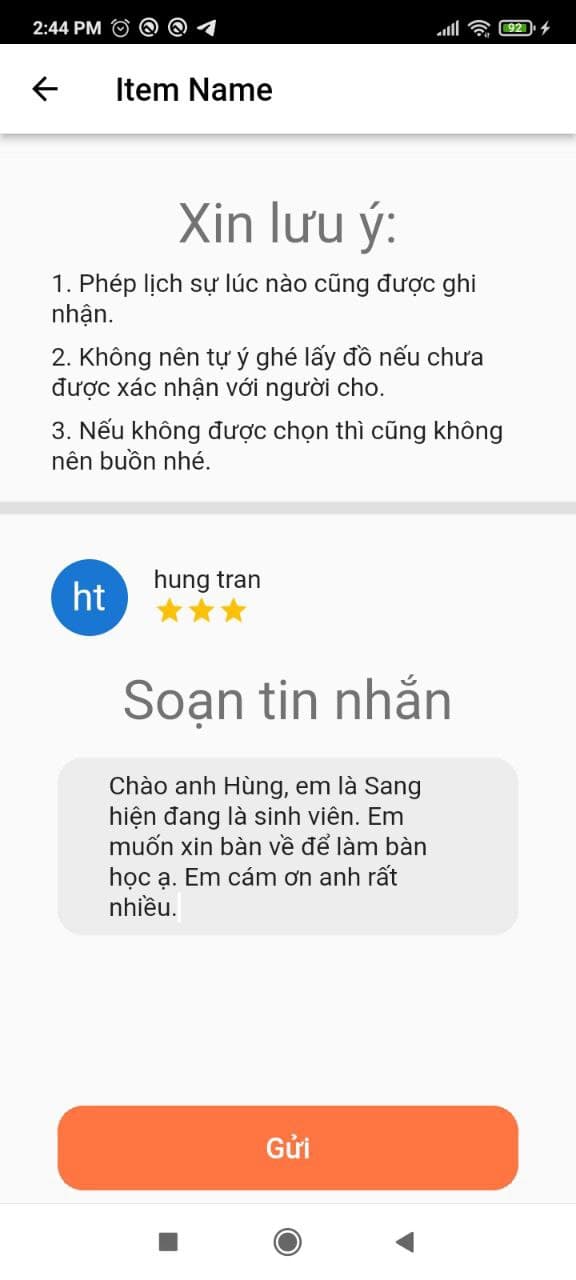 2:44 PM
92
Item Name
Xin lưu ý:
1. Phép lịch sự lúc nào cũng được ghi
nhận.
2. Không nên tự ý ghé lấy đồ nếu chưa
được xác nhận với người cho.
3. Nếu không được chọn thì cũng không
nên buồn nhé.
ht
hung tran
Soạn tin nhắn
Chào anh Hùng, em là Sang
hiện đang là sinh viên. Em
muốn xin bàn về để làm bàn
học ạ. Em cám ơn anh rất
nhiều.
Gửi